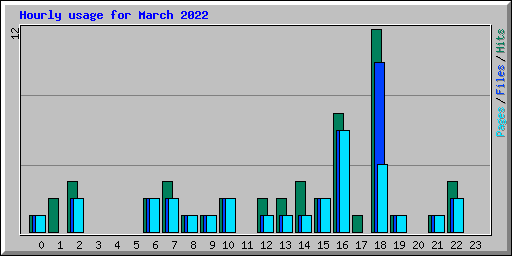 Hourly usage for March 2022
12
Pages / Files / Hits
0 1 2 3 4 5 6 7 8 9 10 11 12 13 14 15 16 17 18 19 20 21 22 23